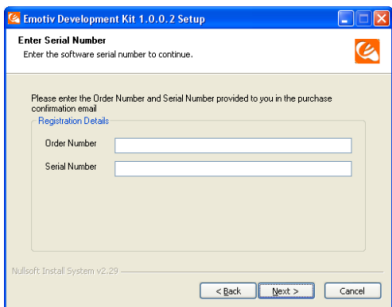 Emotiv Development Kit 1.0.0.2 Setup
Enter Serial Number
Enter the software serial number to continue.
Please enter the Order Number and Serial Number provided to you in the purchase
confirmation email
Registration Details
Order Number
Serial Number
Nullsoft Install System v2.29
< Back Next > Cancel